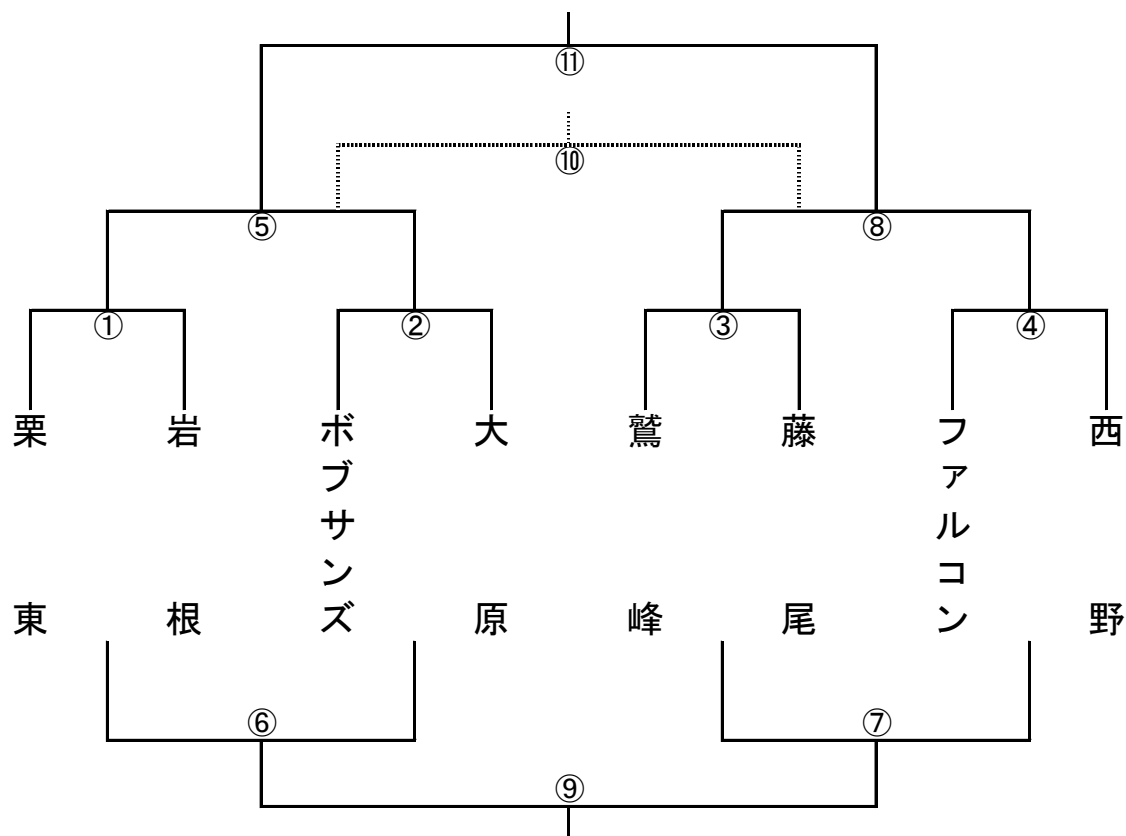 ⑪
⑩
⑤ ⑧
① ② ③ ④
栗東
岩根
ボブサンズ
大原
鷲峰
藤尾
ファルコン
西野
⑥ ⑦
⑨